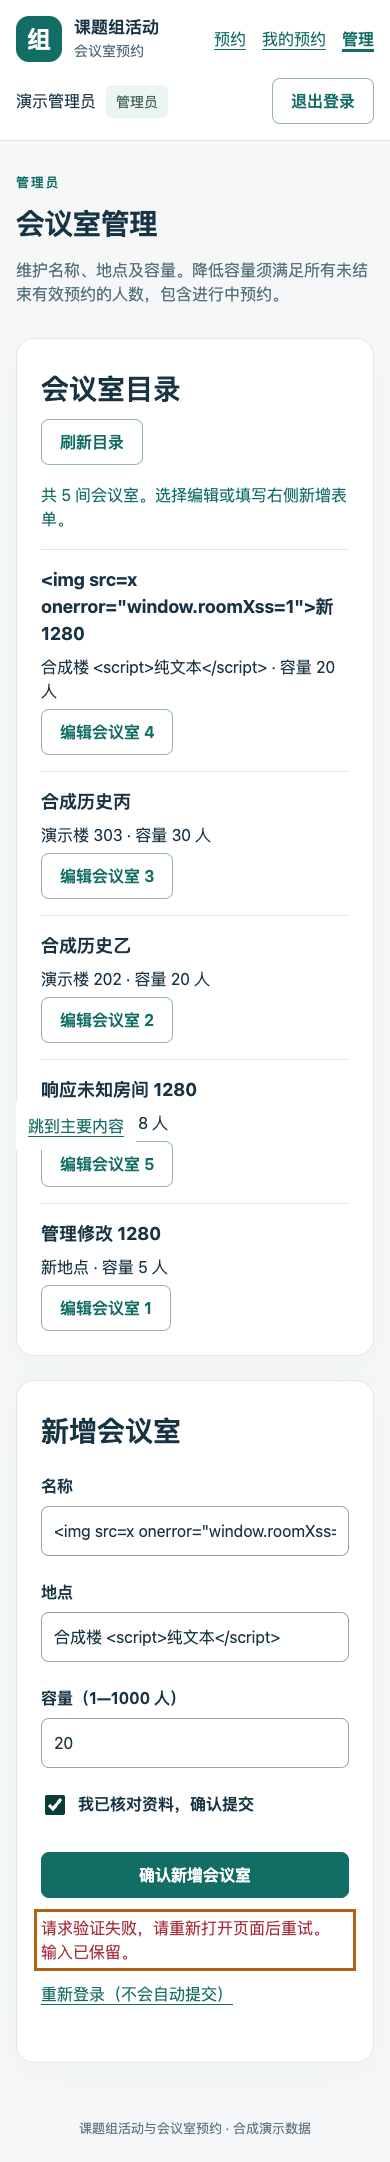 组
课题组活动
会议室预约
预约 我的预约 管理
演示管理员 管理员
退出登录
管理员
会议室管理
维护名称、地点及容量。降低容量须满足所有未结
束有效预约的人数，包含进行中预约。
会议室目录
刷新目录
共 5 间会议室。选择编辑或填写右侧新增表
单。
<img src=x
onerror="window.roomXss=1">新
1280
合成楼 <script>纯文本</script> · 容量 20
人
编辑会议室 4
合成历史丙
演示楼 303 · 容量 30 人
编辑会议室 3
合成历史乙
演示楼 202 · 容量 20 人
编辑会议室 2
响应未知房间 1280
跳到主要内容 8 人
编辑会议室 5
管理修改 1280
新地点 · 容量 5 人
编辑会议室 1
新增会议室
名称
<img src=x onerror="window.roomXss=
地点
合成楼 <script>纯文本</script>
容量（1—1000 人）
20
我已核对资料，确认提交
确认新增会议室
请求验证失败，请重新打开页面后重试。
输入已保留。
重新登录（不会自动提交）
课题组活动与会议室预约 · 合成演示数据